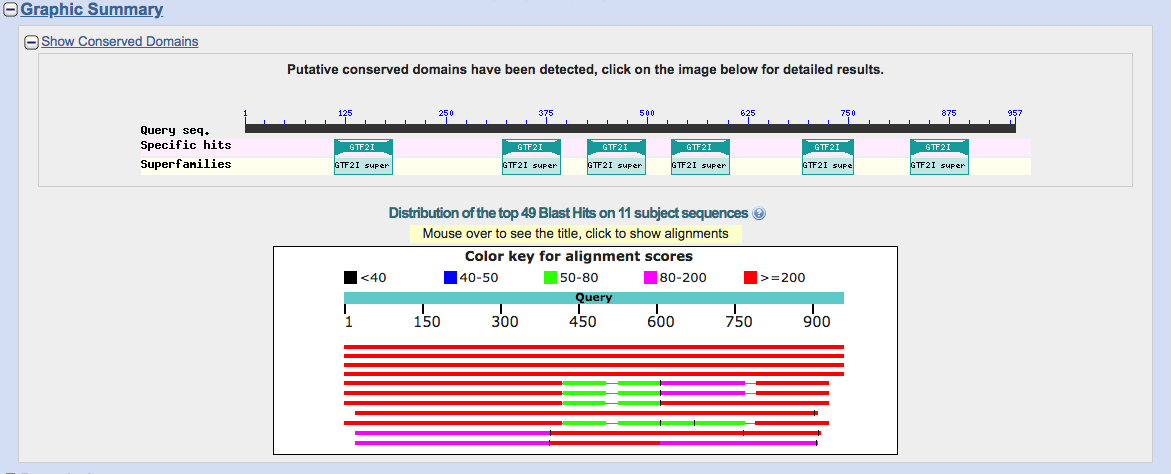 Graphic Summary
Show Conserved Domains
Putative conserved domains have been detected, click on the image below for detailed results.
1 125 250 375 500 625 750 875 957
Query seq.
Specific hits GTF2I GTF2I GTF2I GTF2I GTF2I GTF2I
Superfamilies GTF2I super GTF2I super GTF2I super GTF2I super GTF2I supe GTF2I super
Distribution of the top 49 Blast Hits on 11 subject sequences ?
Mouse over to see the title, click to show alignments
Color key for alignment scores
<40 40-50 50-80 80-200 >=200
Query
1 150 300 450 600 750 900